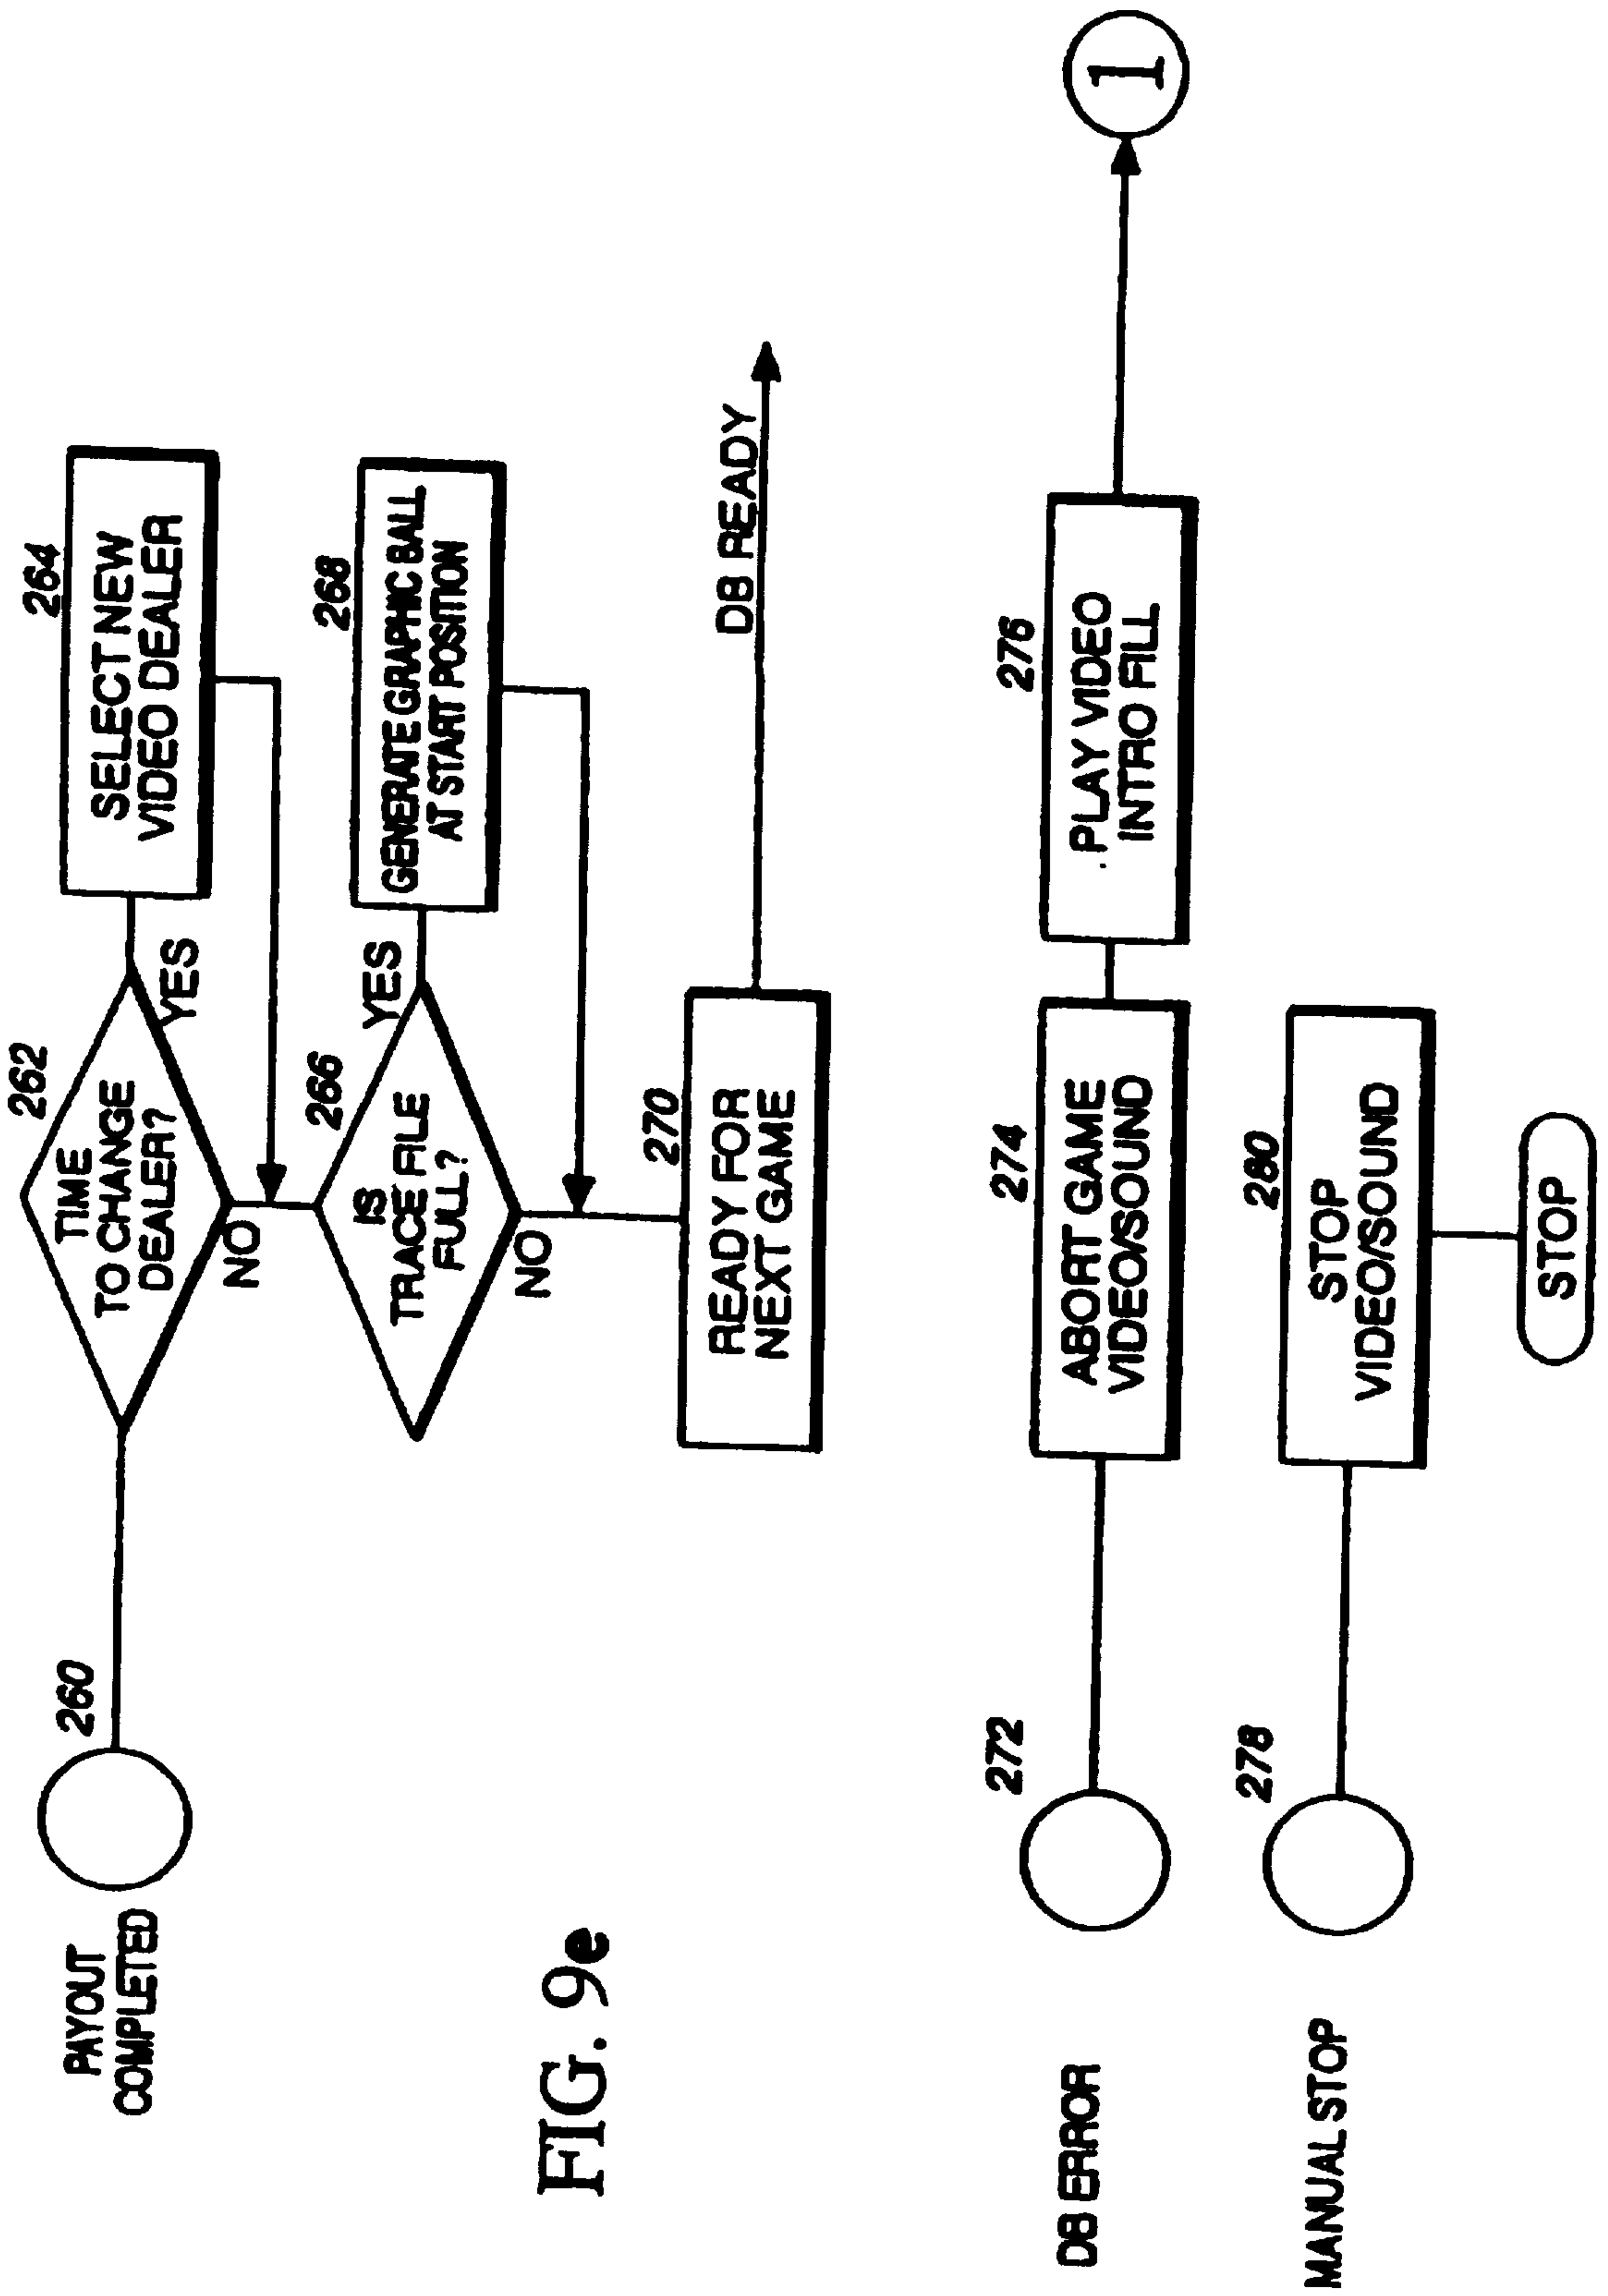 PAYOUT
COMPLETED
260
262
TIME
TO CHANGE
DEALER?
YES
NO
264
SELECT NEW
VIDEO DEALER
266
IS
TRACE FILE
FULL?
YES
NO
268
GENERATE GRAPHIC BALL
AT START POSITION
270
READY FOR
NEXT GAME
DB READY
FIG. 9e
DB ERROR
272
274
ABORT GAME
VIDEO/SOUND
276
PLAY VIDEO
INTRO FILL
1
MANUAL STOP
278
280
STOP
VIDEO/SOUND
STOP